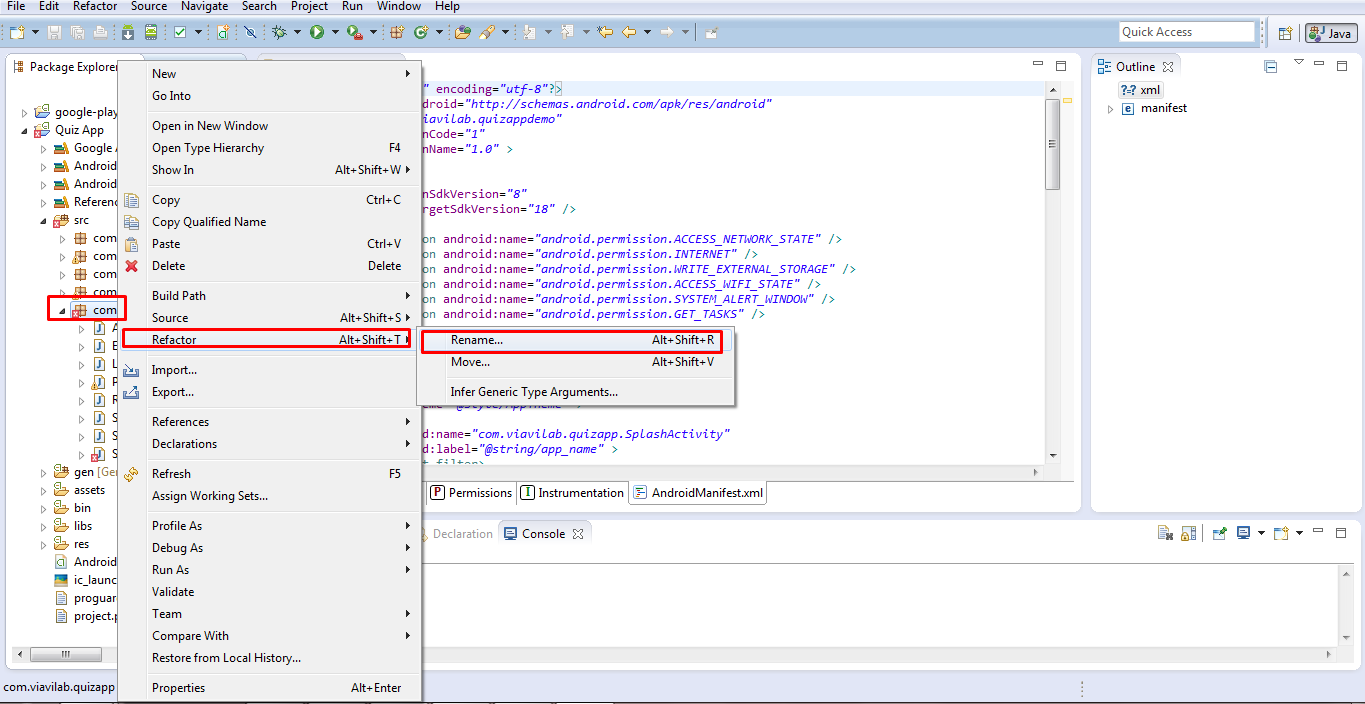 File Edit Refactor Source Navigate Search Project Run Window Help
Quick Access
Java
Package Explorer
google-play
Quiz App
Google
Android
Android
Referenc
src
com
com
com
com
com
gen [Ge
assets
bin
libs
res
Android
ic_launc
proguar
project.p
New
Go Into
Open in New Window
Open Type Hierarchy F4
Show In Alt+Shift+W
Copy Ctrl+C
Copy Qualified Name
Paste Ctrl+V
Delete Delete
Build Path
Source Alt+Shift+S
Refactor Alt+Shift+T
Import...
Export...
References
Declarations
Refresh F5
Assign Working Sets...
Profile As
Debug As
Run As
Validate
Team
Compare With
Restore from Local History...
Properties Alt+Enter
Rename... Alt+Shift+R
Move... Alt+Shift+V
Infer Generic Type Arguments...
" encoding="utf-8"?>
droid="http://schemas.android.com/apk/res/android"
iavilab.quizappdemo"
nCode="1"
nName="1.0" >
nSdkVersion="8"
rgetSdkVersion="18" />
on android:name="android.permission.ACCESS_NETWORK_STATE" />
on android:name="android.permission.INTERNET" />
on android:name="android.permission.WRITE_EXTERNAL_STORAGE" />
on android:name="android.permission.ACCESS_WIFI_STATE" />
on android:name="android.permission.SYSTEM_ALERT_WINDOW" />
on android:name="android.permission.GET_TASKS" />
d:name="com.viavilab.quizapp.SplashActivity"
d:label="@string/app_name" >
Permissions Instrumentation AndroidManifest.xml
Declaration Console
Outline
xml
manifest
com.viavilab.quizapp